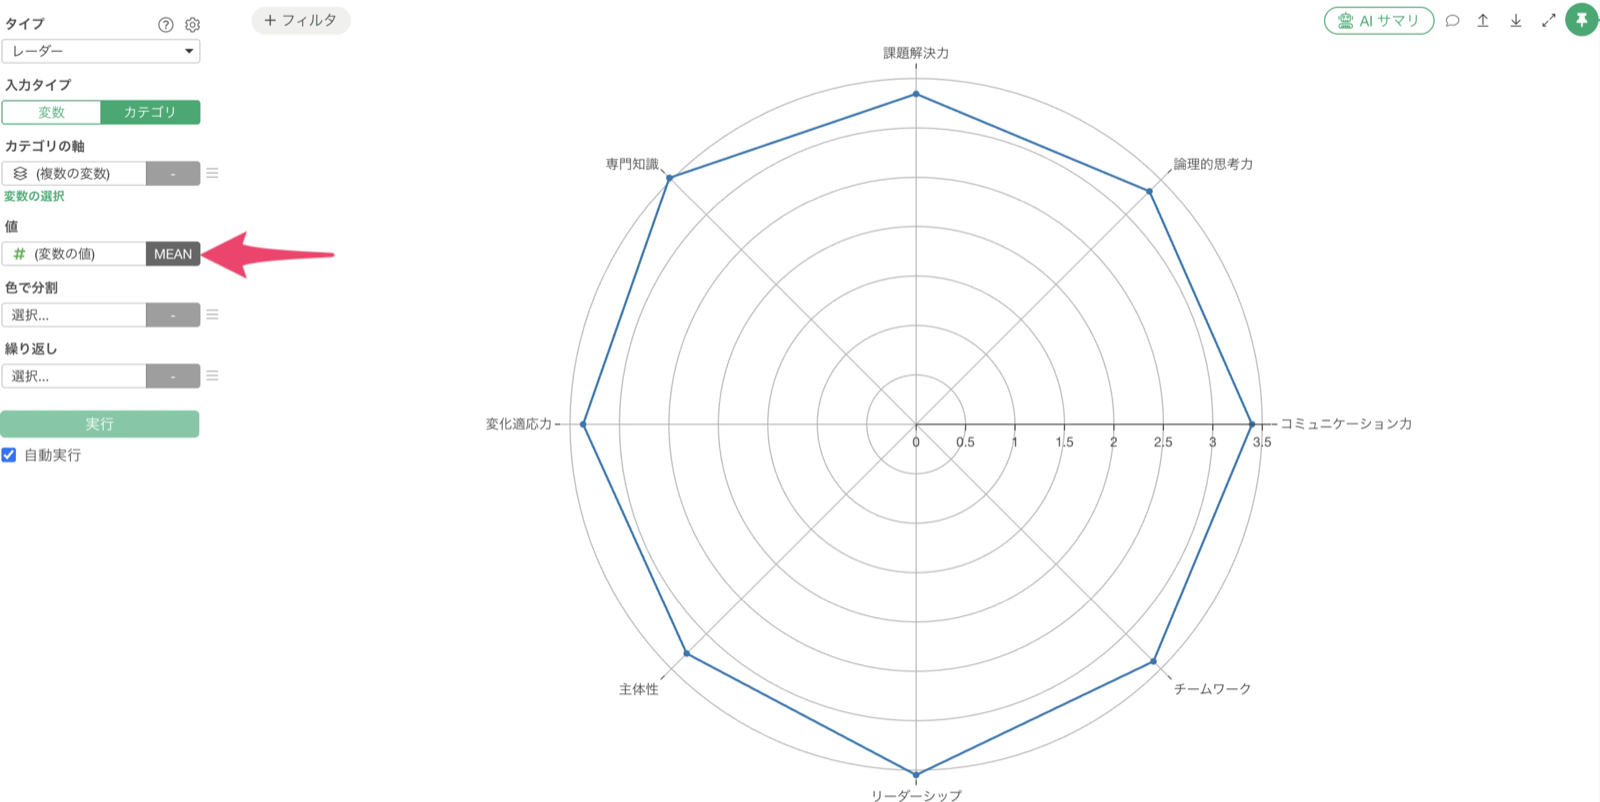 タイプ
レーダー
入力タイプ
変数 カテゴリ
カテゴリの軸
(複数の変数) -
変数の選択
値
# (変数の値) MEAN
色で分割
選択... -
繰り返し
選択... -
実行
自動実行
+ フィルタ
AI サマリ
課題解決力
専門知識
論理的思考力
変化適応力
コミュニケーション力
0 0.5 1 1.5 2 2.5 3 3.5
主体性
チームワーク
リーダーシップ